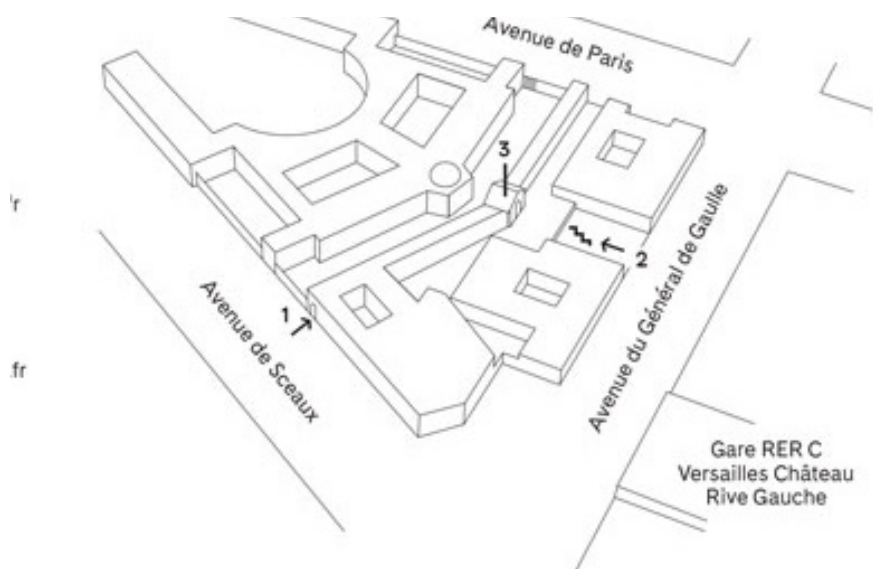 Avenue de Paris
3
'r
Avenue du Général de Gaulle
2
1
Avenue de Sceaux
.fr
Gare RER C
Versailles Château
Rive Gauche